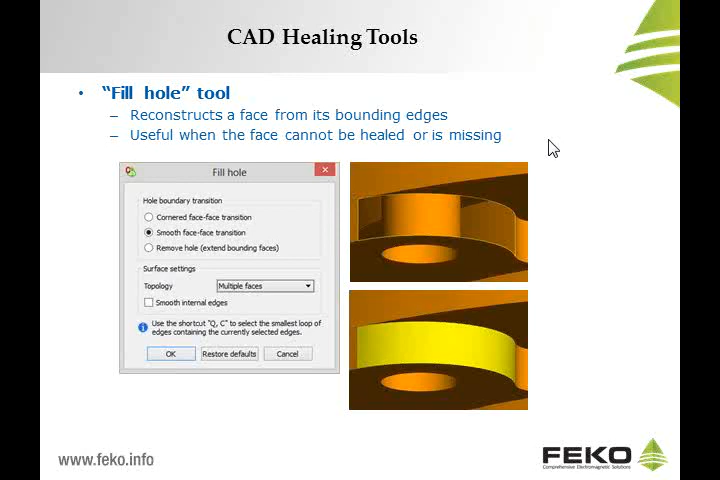 CAD Healing Tools
• “Fill hole” tool
– Reconstructs a face from its bounding edges
– Useful when the face cannot be healed or is missing
Fill hole
Hole boundary transition
Cornered face-face transition
Smooth face-face transition
Remove hole (extend bounding faces)
Surface settings
Topology Multiple faces
Smooth internal edges
Use the shortcut "Q, C" to select the smallest loop of
edges containing the currently selected edges.
OK Restore defaults Cancel
www.feko.info
FEKO
Comprehensive Electromagnetic Solutions